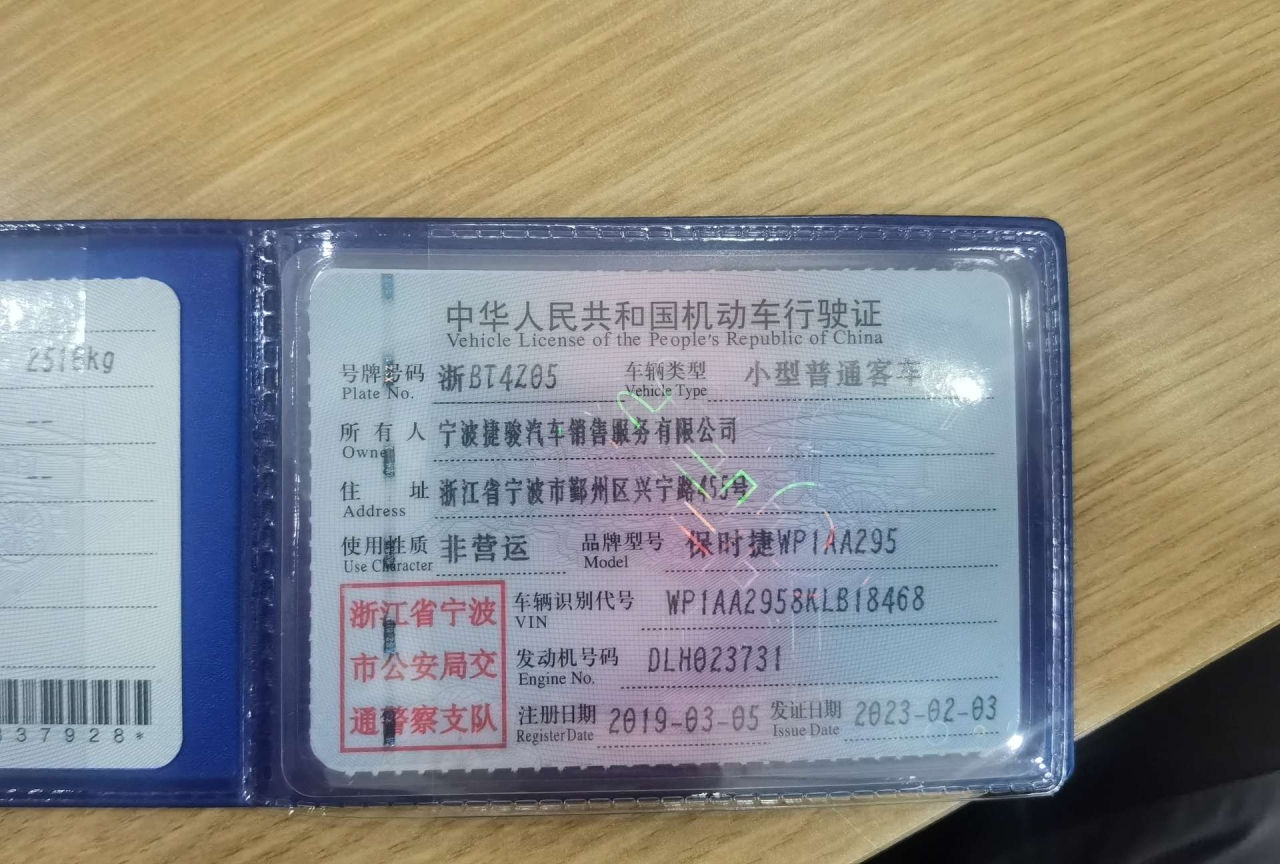 2516kg
--
--
337928*
中华人民共和国机动车行驶证
Vehicle License of the People's Republic of China
号牌号码 浙BT4Z05 车辆类型 小型普通客车
Plate No. Vehicle Type
所有人 宁波捷骏汽车销售服务有限公司
Owner
住址 浙江省宁波市鄞州区兴宁路455号
Address
使用性质 非营运 品牌型号 保时捷WP1AA295
Use Character Model
浙江省宁波
市公安局交
通警察支队
车辆识别代号 WP1AA2958KLB18468
VIN
发动机号码 DLH023731
Engine No.
注册日期 2019-03-05 发证日期 2023-02-03
Register Date Issue Date